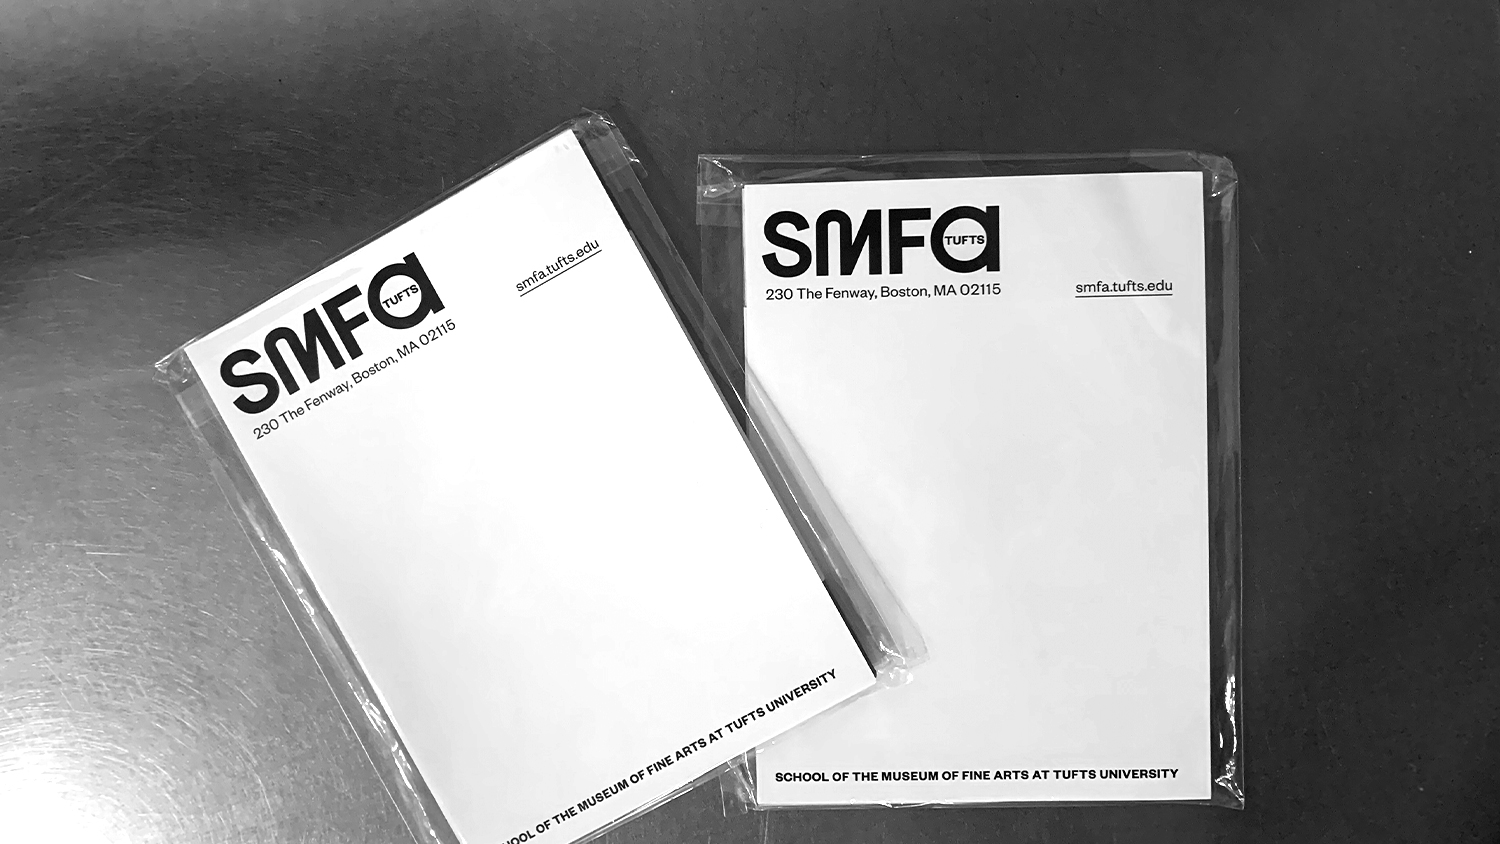 SMFa
TUFTS
230 The Fenway, Boston, MA 02115
smfa.tufts.edu
OF THE MUSEUM OF FINE ARTS AT TUFTS UNIVERSITY
SMFa
TUFTS
230 The Fenway, Boston, MA 02115
smfa.tufts.edu
SCHOOL OF THE MUSEUM OF FINE ARTS AT TUFTS UNIVERSITY